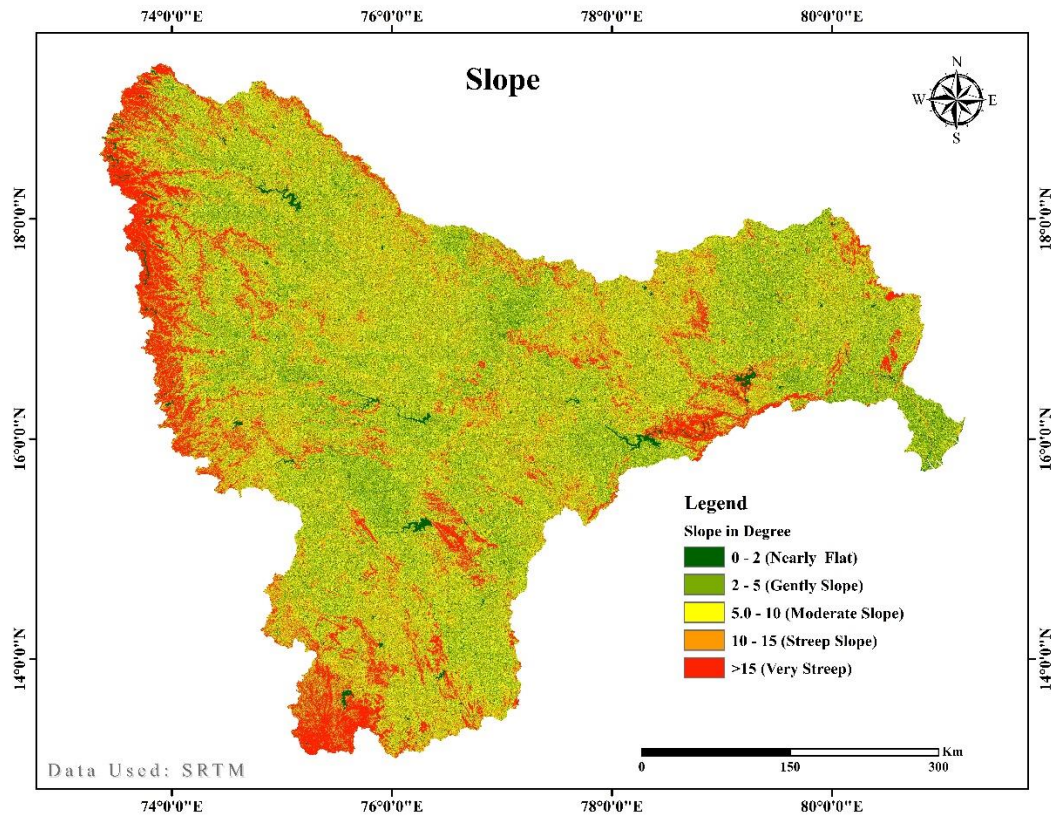 74°0'0"E 76°0'0"E 78°0'0"E 80°0'0"E
Slope
N
W E
S
18°0'0"N 18°0'0"N
16°0'0"N 16°0'0"N
14°0'0"N 14°0'0"N
Legend
Slope in Degree
0 - 2 (Nearly Flat)
2 - 5 (Gently Slope)
5.0 - 10 (Moderate Slope)
10 - 15 (Streep Slope)
>15 (Very Streep)
Km
0 150 300
Data Used: SRTM
74°0'0"E 76°0'0"E 78°0'0"E 80°0'0"E